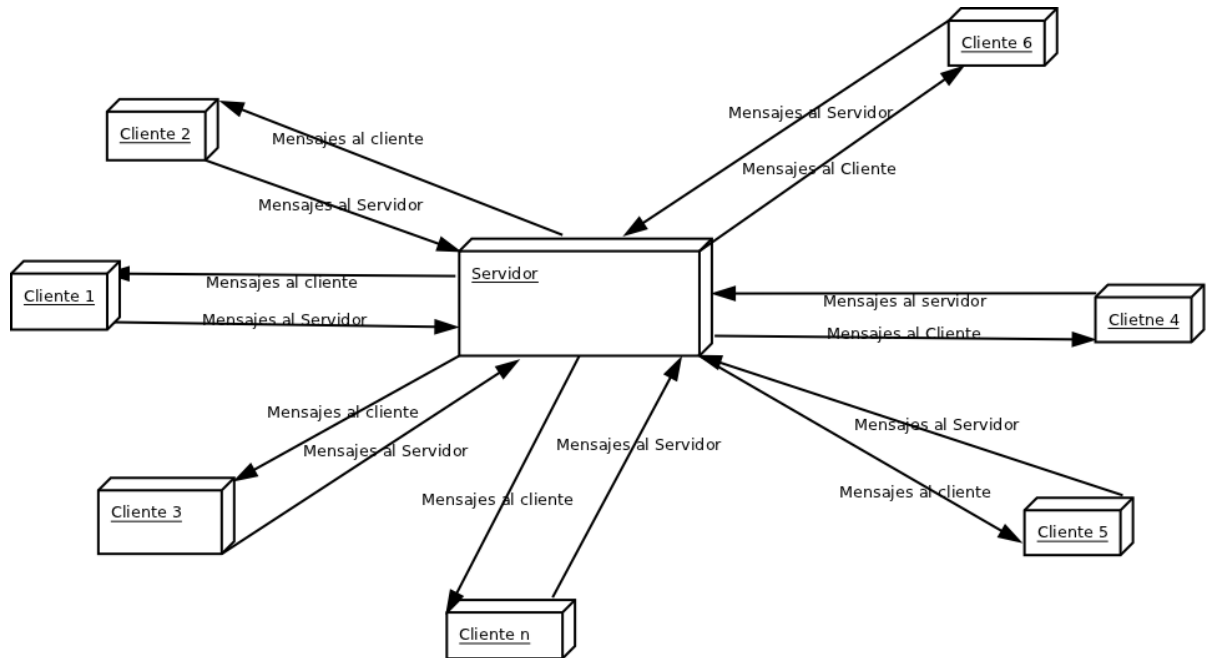 Cliente 6
Mensajes al Servidor
Cliente 2
Mensajes al cliente
Mensajes al Cliente
Mensajes al Servidor
Servidor
Mensajes al cliente
Cliente 1
Mensajes al servidor
Mensajes al Servidor
Clietne 4
Mensajes al Cliente
Mensajes al cliente
Mensajes al Servidor
Mensajes al Servidor
Mensajes al Servidor
Mensajes al cliente
Mensajes al cliente
Cliente 3
Cliente 5
Cliente n